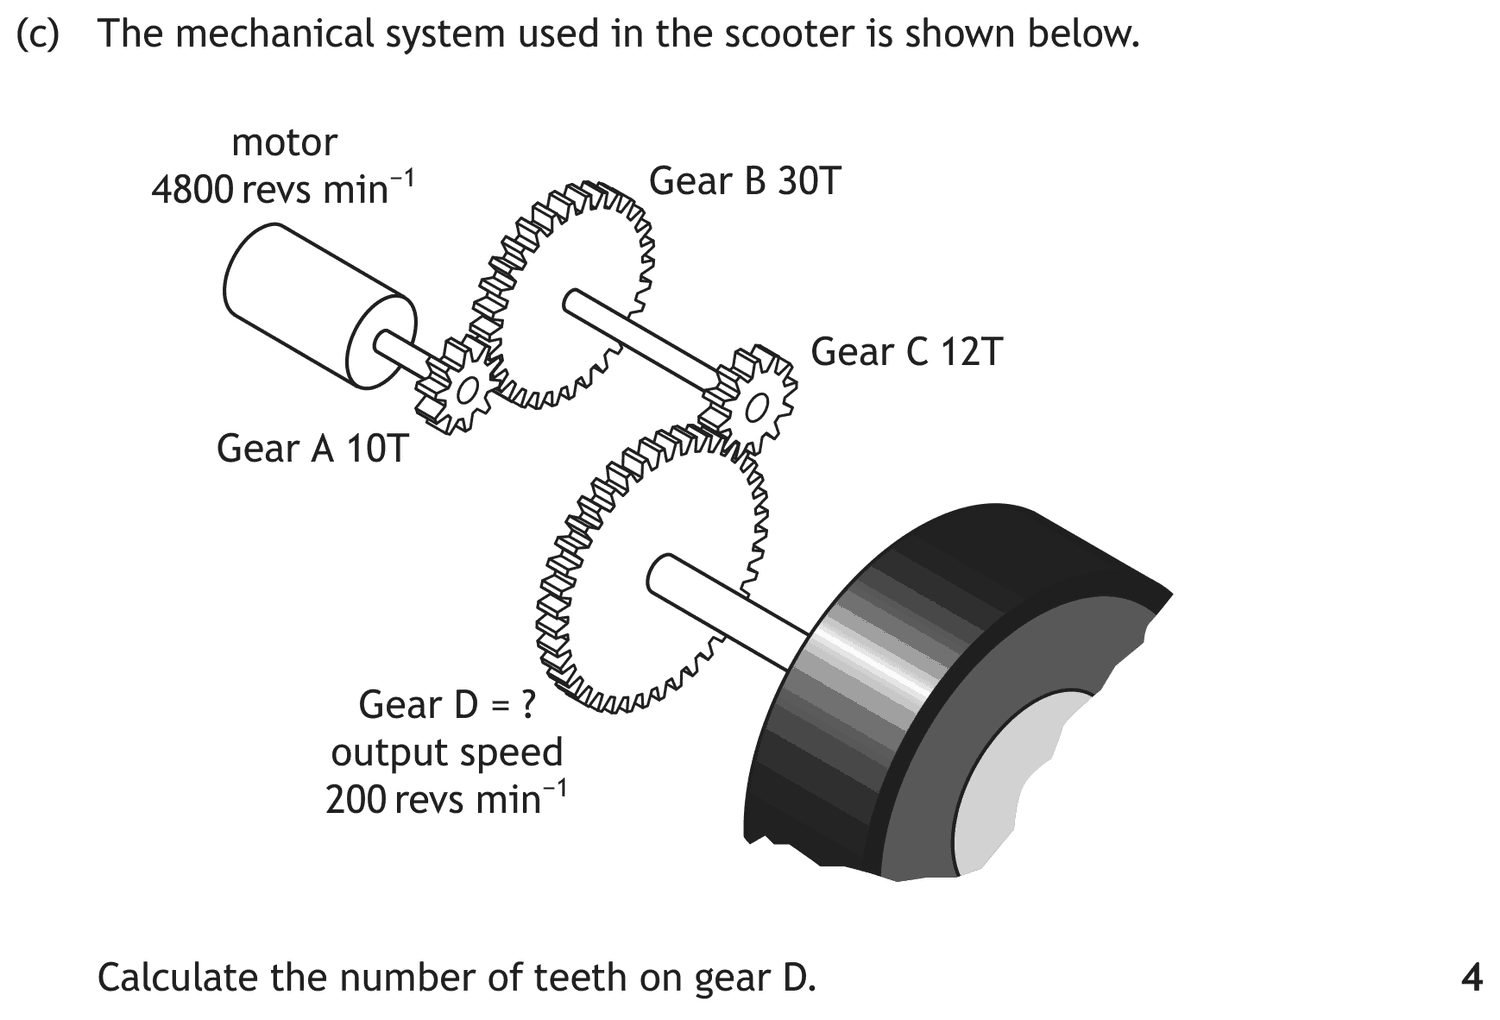 (c) The mechanical system used in the scooter is shown below.
motor
4800 revs min⁻¹
Gear B 30T
Gear C 12T
Gear A 10T
Gear D = ?
output speed
200 revs min⁻¹
Calculate the number of teeth on gear D. 4